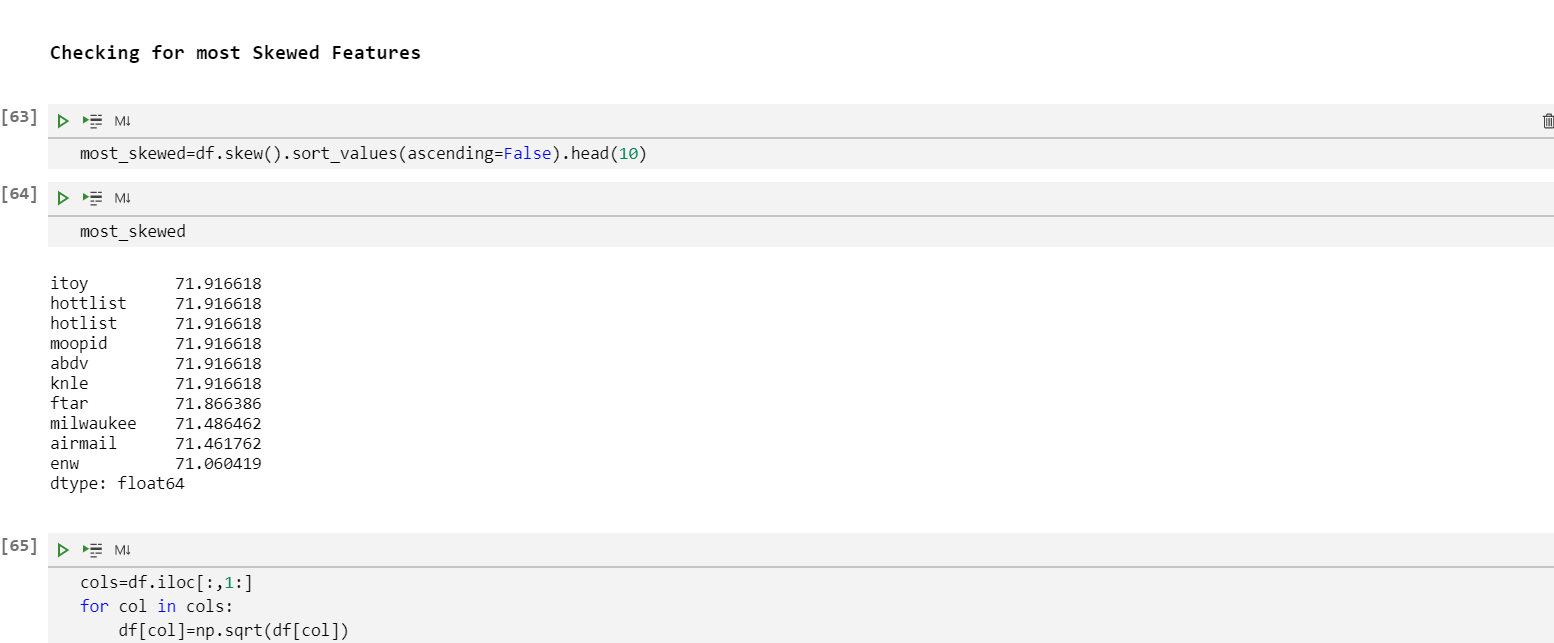 Checking for most Skewed Features
[63]
M↓
most_skewed=df.skew().sort_values(ascending=False).head(10)
[64]
M↓
most_skewed
itoy         71.916618
hottlist     71.916618
hotlist      71.916618
moopid       71.916618
abdv         71.916618
knle         71.916618
ftar         71.866386
milwaukee    71.486462
airmail      71.461762
enw          71.060419
dtype: float64
[65]
M↓
cols=df.iloc[:,1:]
for col in cols:
    df[col]=np.sqrt(df[col])